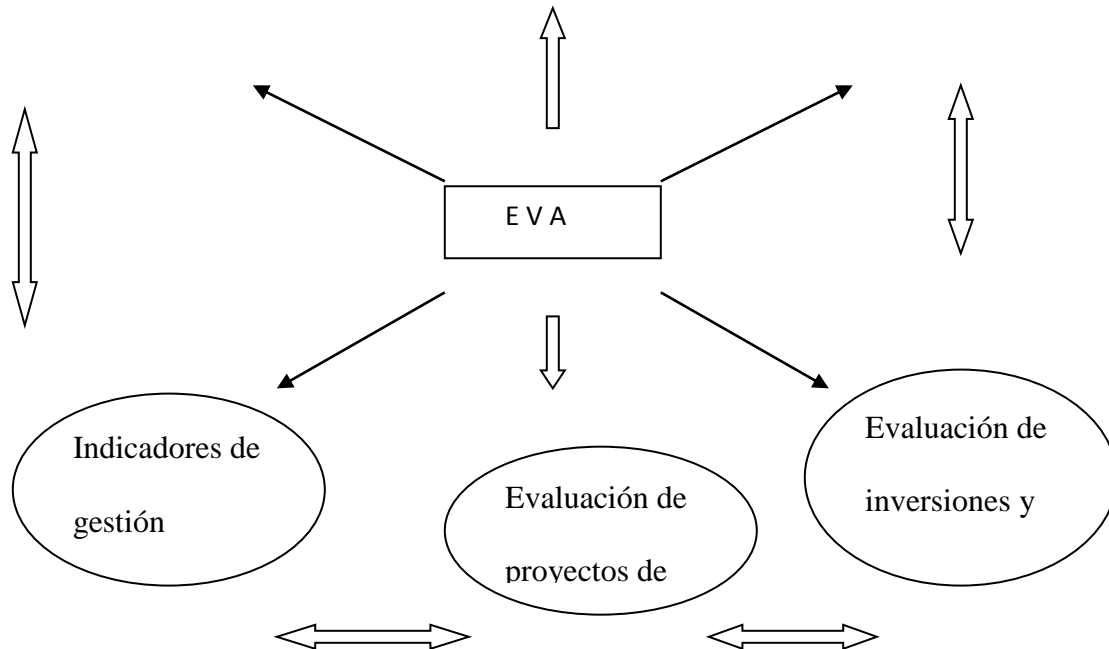 E V A
Indicadores de
gestión
Evaluación de
proyectos de
Evaluación de
inversiones y